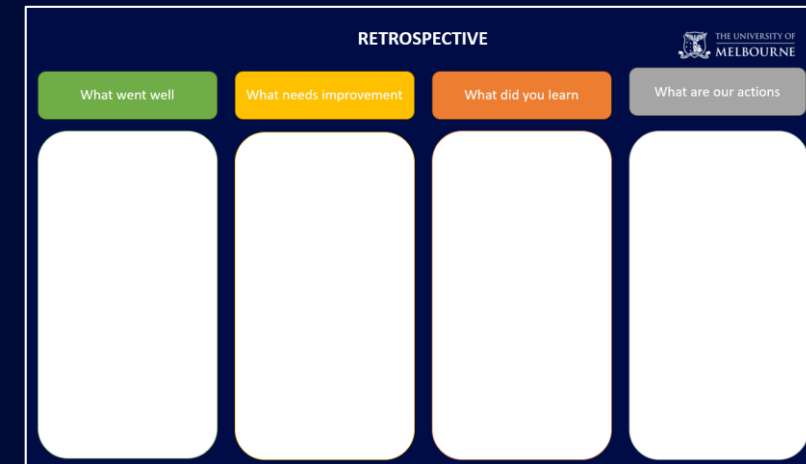 RETROSPECTIVE
THE UNIVERSITY OF
MELBOURNE
What went well
What needs improvement
What did you learn
What are our actions